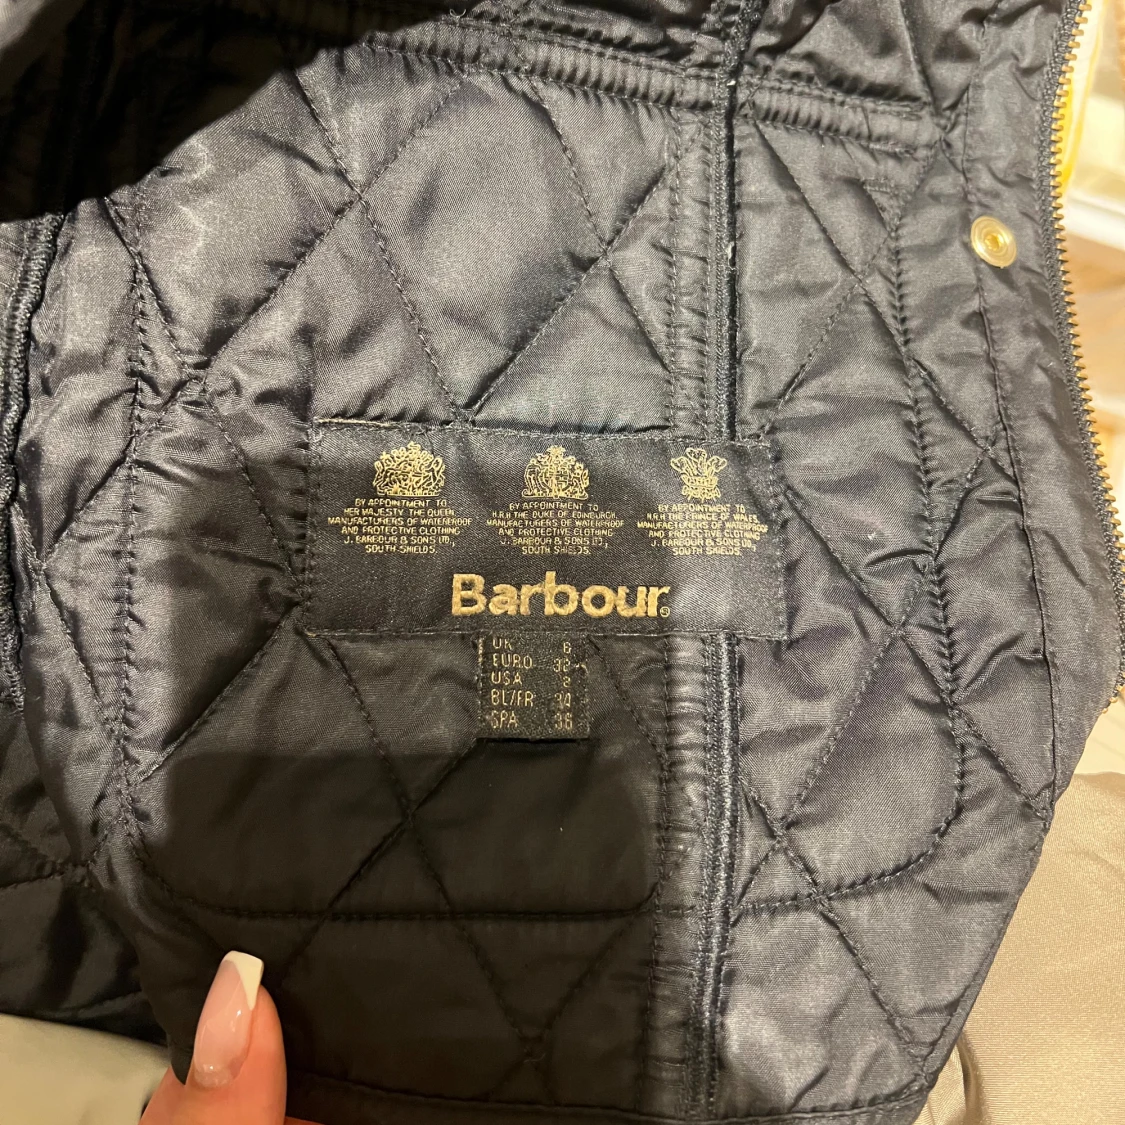 BY APPOINTMENT TO
HER MAJESTY THE QUEEN
MANUFACTURERS OF WATERPROOF
AND PROTECTIVE CLOTHING
J. BARBOUR & SONS LTD,
SOUTH SHIELDS.
BY APPOINTMENT TO
H.R.H. THE DUKE OF EDINBURGH,
MANUFACTURERS OF WATERPROOF
AND PROTECTIVE CLOTHING
J. BARBOUR & SONS LTD,
SOUTH SHIELDS.
BY APPOINTMENT TO
H.R.H THE PRINCE OF WALES
MANUFACTURERS OF WATERPROOF
AND PROTECTIVE CLOTHING
J. BARBOUR & SONS LTD,
SOUTH SHIELDS
Barbour®
UK
EURO 32
USA 2
BL/FR 34
SPA 36